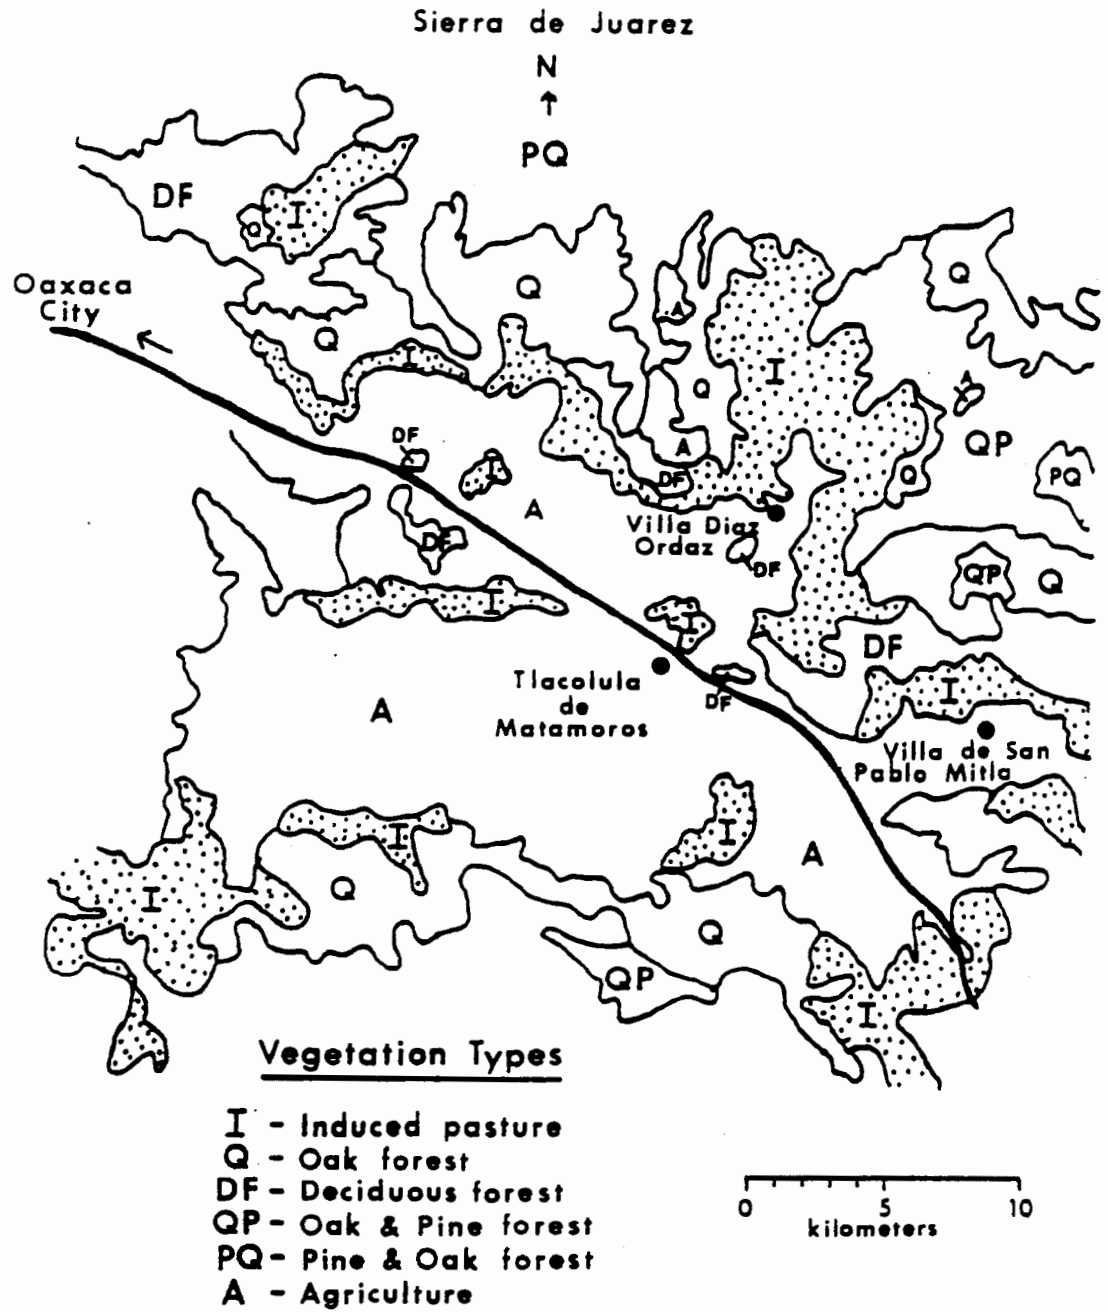 Sierra de Juarez
N
PQ
DF
I
Q
Oaxaca
City
Q
Q
A
Q
I
I
Q
I
A
A
QP
DF
I
A
DF
Q
PQ
A
Villa Diaz
Ordaz
DF
DF
QP
Q
I
I
DF
Tlacolula
de
Matamoros
A
DF
I
Villa de San
Pablo Mitla
I
I
A
I
Q
Q
QP
I
Vegetation Types
I - Induced pasture
Q - Oak forest
DF - Deciduous forest
QP - Oak & Pine forest
PQ - Pine & Oak forest
A - Agriculture
0 5 10
kilometers